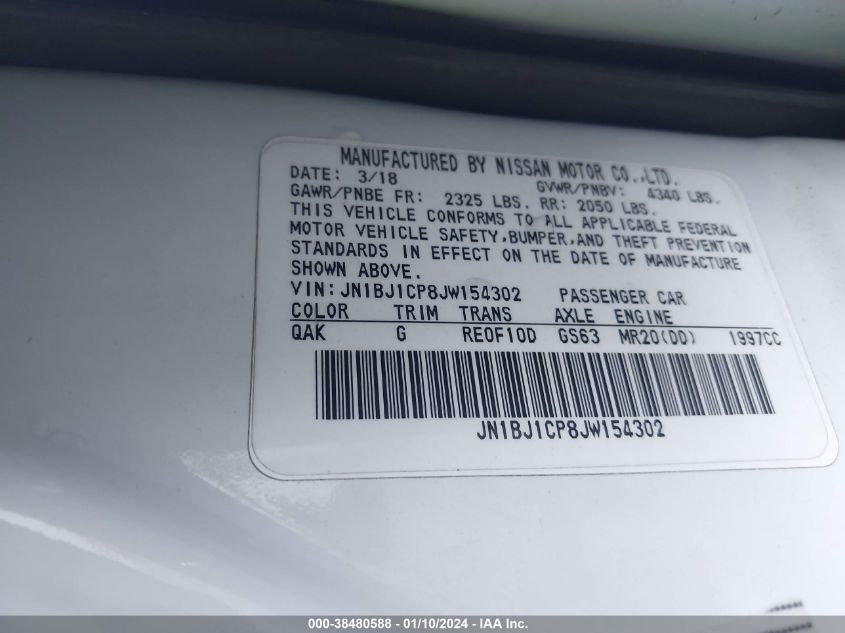 MANUFACTURED BY NISSAN MOTOR CO.,LTD.
DATE: 3/18 GVWR/PNBV: 4340 LBS.
GAWR/PNBE FR: 2325 LBS. RR: 2050 LBS.
THIS VEHICLE CONFORMS TO ALL APPLICABLE FEDERAL
MOTOR VEHICLE SAFETY,BUMPER,AND THEFT PREVENTION
STANDARDS IN EFFECT ON THE DATE OF MANUFACTURE
SHOWN ABOVE.
VIN:JN1BJ1CP8JW154302 PASSENGER CAR
COLOR TRIM TRANS AXLE ENGINE
QAK G RE0F10D GS63 MR20(DD) 1997CC
JN1BJ1CP8JW154302
000-38480588 - 01/10/2024 - IAA Inc.